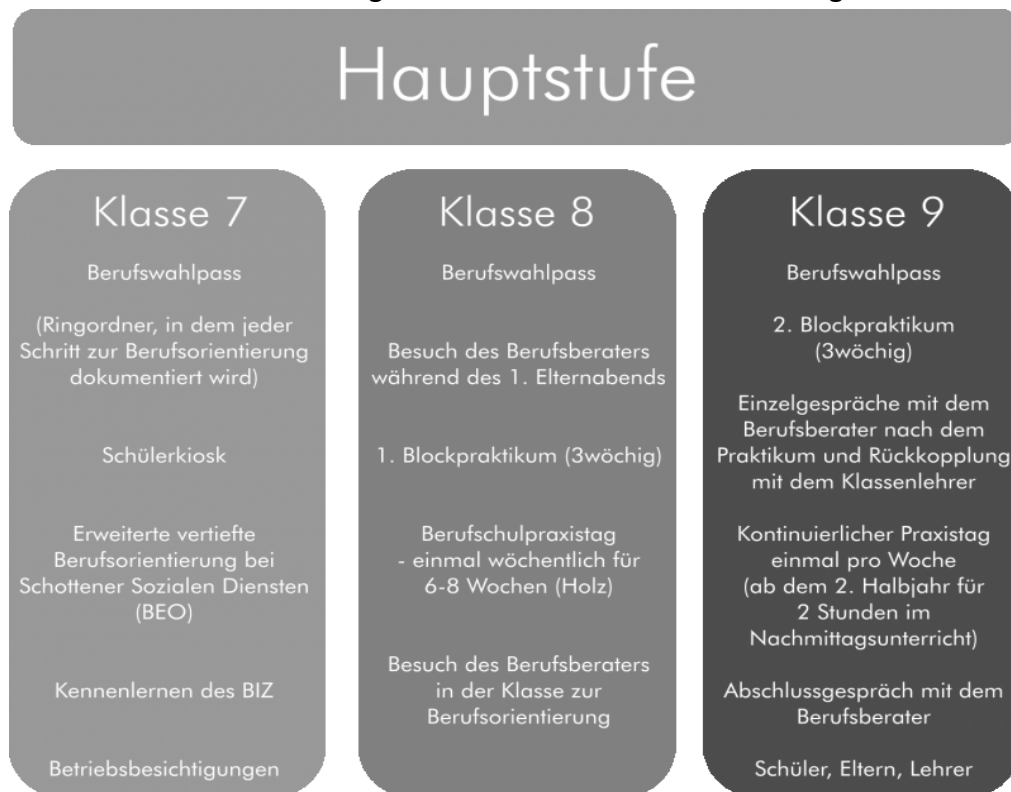 Hauptstufe
Klasse 7
Berufswahlpass
(Ringordner, in dem jeder
Schritt zur Berufsorientierung
dokumentiert wird)
Schülerkiosk
Erweiterte vertiefte
Berufsorientierung bei
Schottener Sozialen Diensten
(BEO)
Kennenlernen des BIZ
Betriebsbesichtigungen
Klasse 8
Berufswahlpass
Besuch des Berufsberaters
während des 1. Elternabends
1. Blockpraktikum (3wöchig)
Berufschulpraxistag
- einmal wöchentlich für
6-8 Wochen (Holz)
Besuch des Berufsberaters
in der Klasse zur
Berufsorientierung
Klasse 9
Berufswahlpass
2. Blockpraktikum
(3wöchig)
Einzelgespräche mit dem
Berufsberater nach dem
Praktikum und Rückkopplung
mit dem Klassenlehrer
Kontinuierlicher Praxistag
einmal pro Woche
(ab dem 2. Halbjahr für
2 Stunden im
Nachmittagsunterricht)
Abschlussgespräch mit dem
Berufsberater
Schüler, Eltern, Lehrer